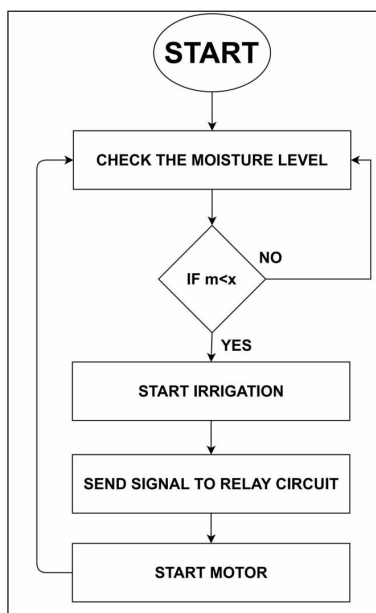 START
CHECK THE MOISTURE LEVEL
IF m<x
NO
YES
START IRRIGATION
SEND SIGNAL TO RELAY CIRCUIT
START MOTOR